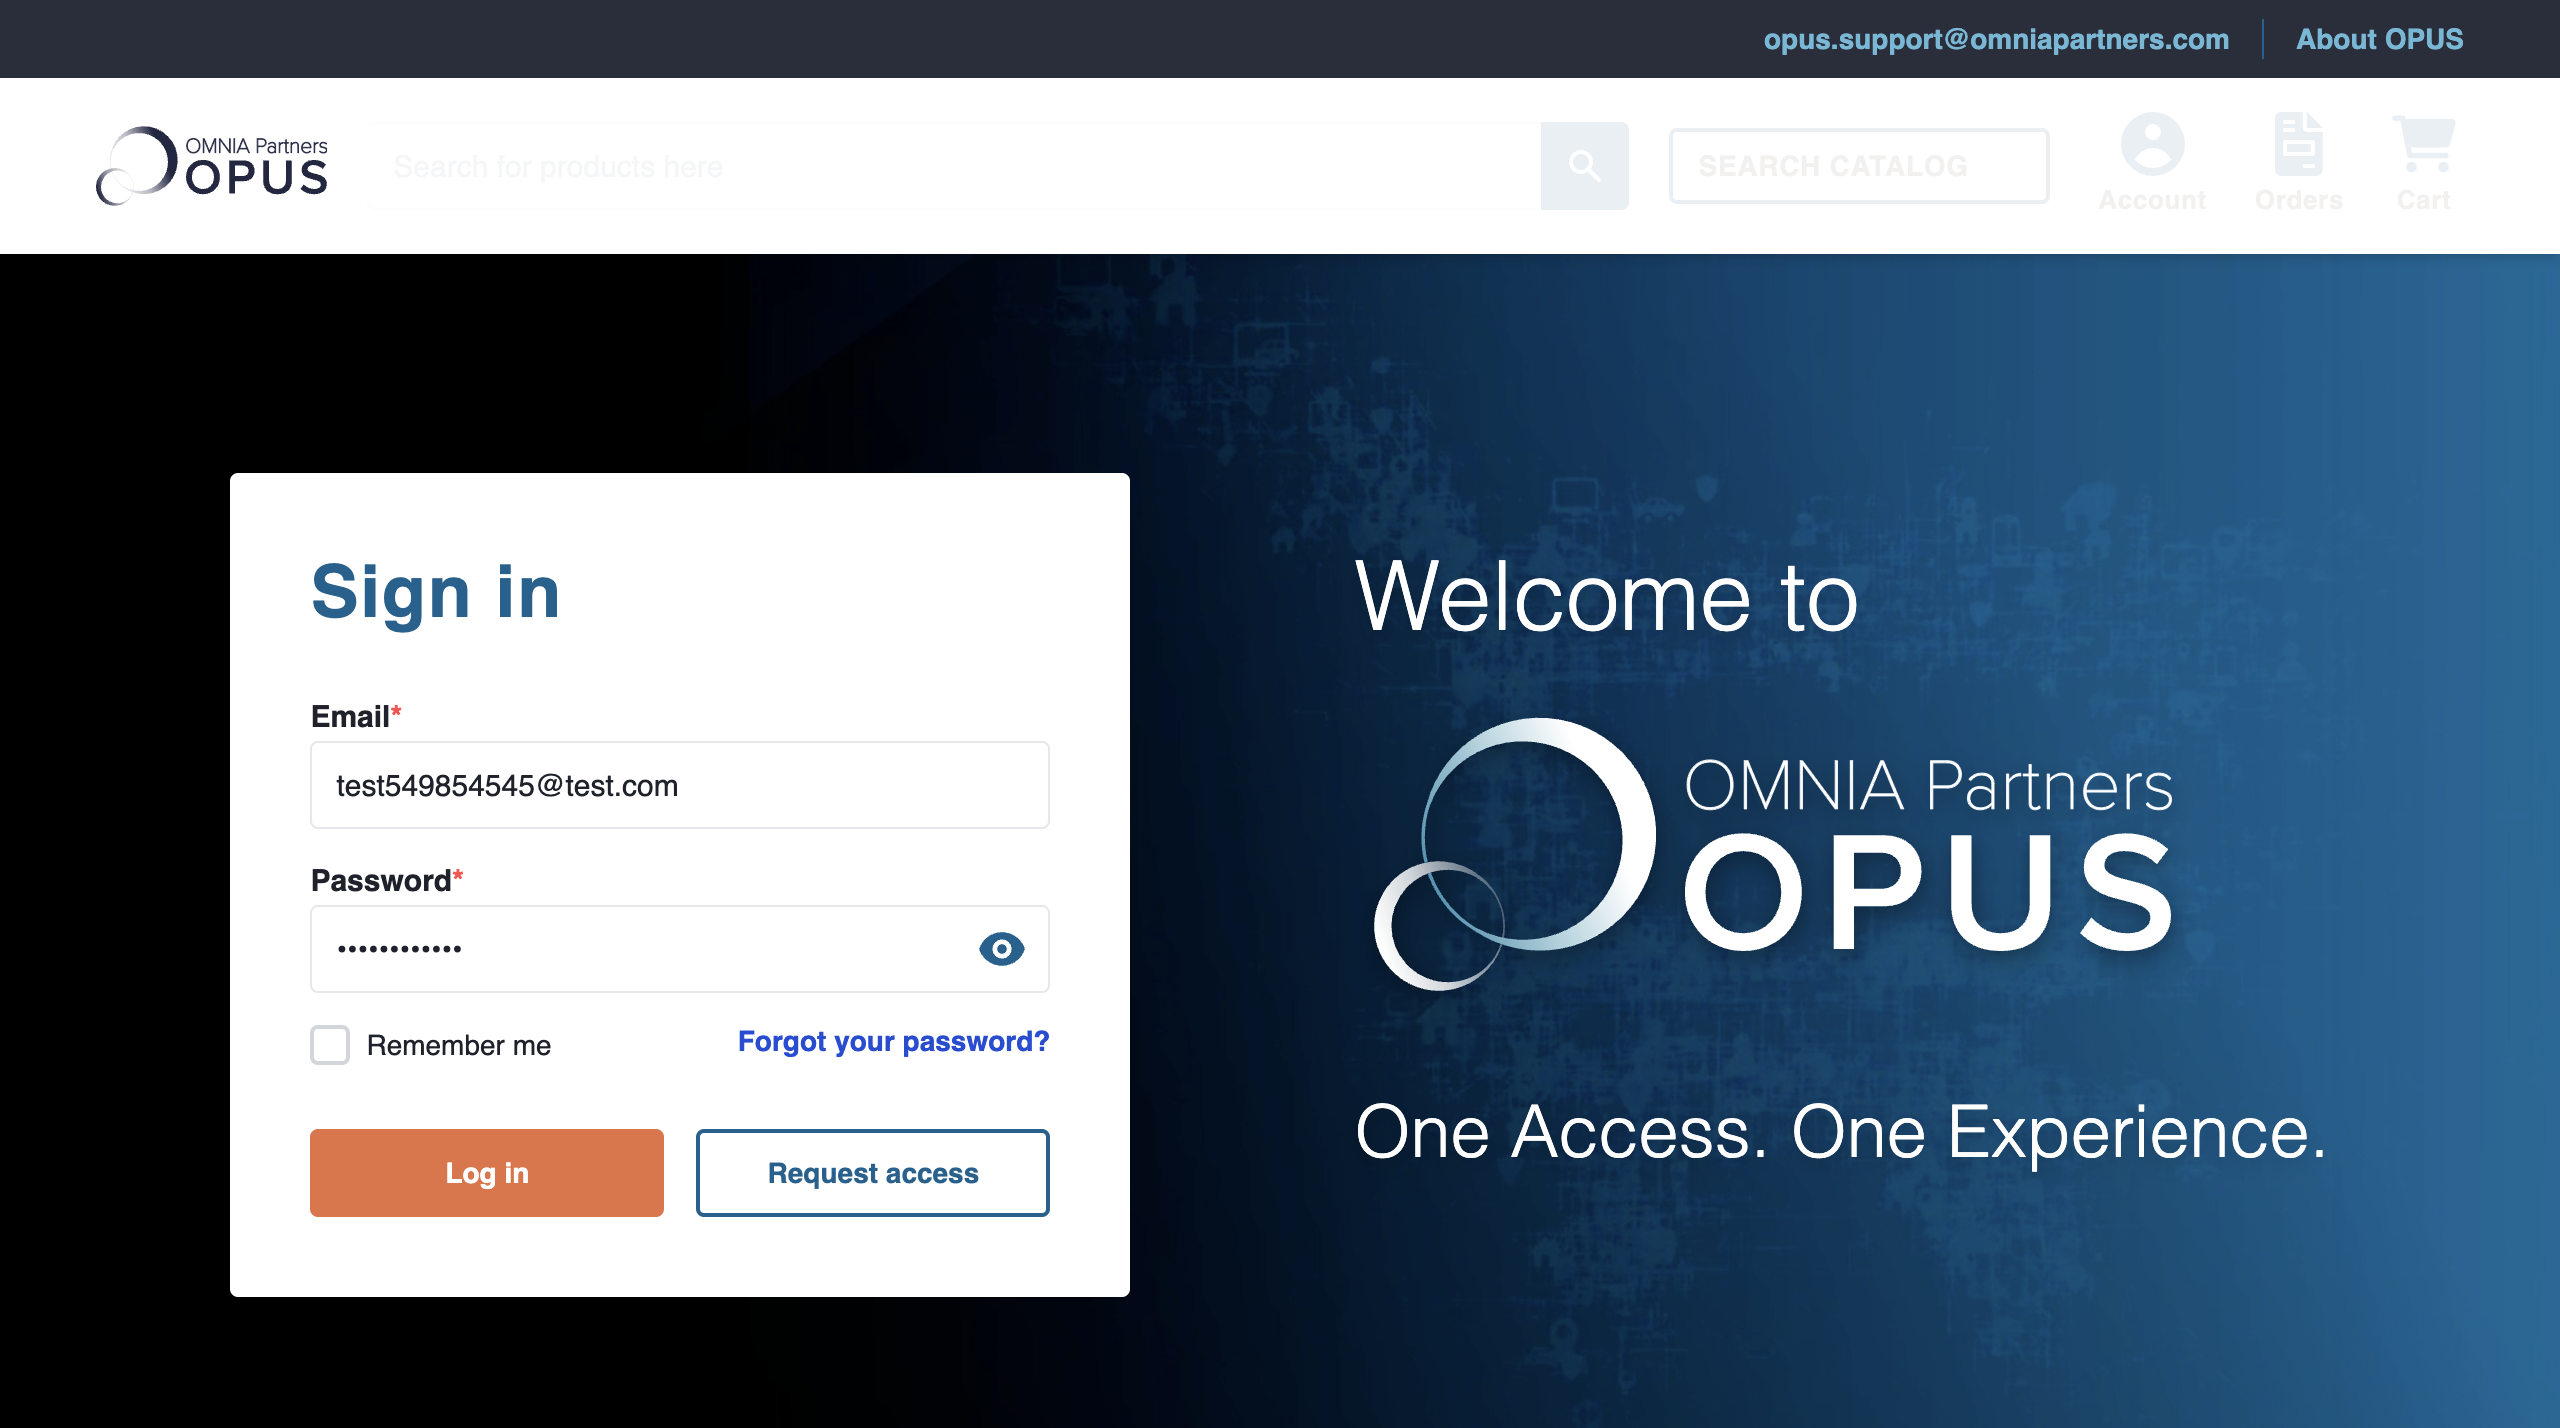 opus.support@omniapartners.com
About OPUS
OMNIA Partners
OPUS
Search for products here
SEARCH CATALOG
Account
Orders
Cart
Sign in
Email*
test549854545@test.com
Password*
••••••••••••
Remember me
Forgot your password?
Log in
Request access
Welcome to
OMNIA Partners
OPUS
One Access. One Experience.